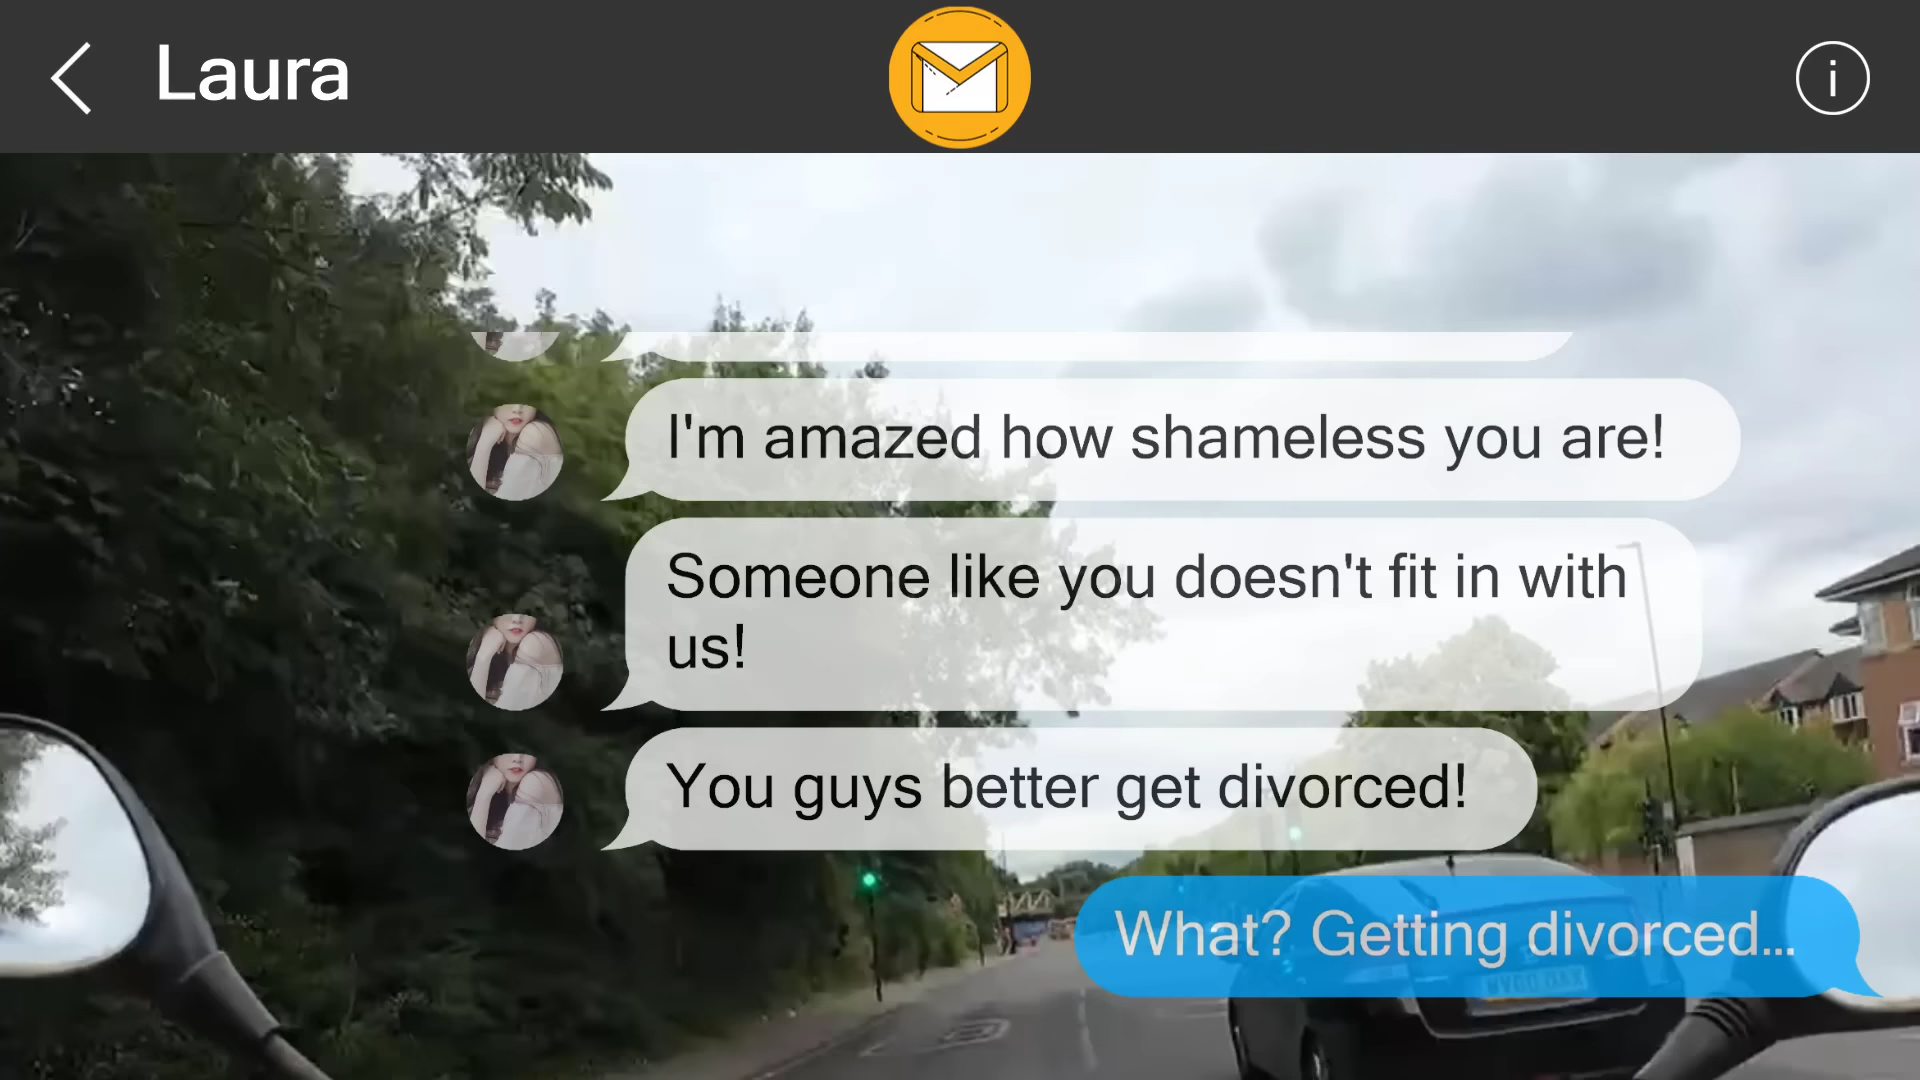 Laura
i
I'm amazed how shameless you are!
Someone like you doesn't fit in with
us!
You guys better get divorced!
What? Getting divorced...